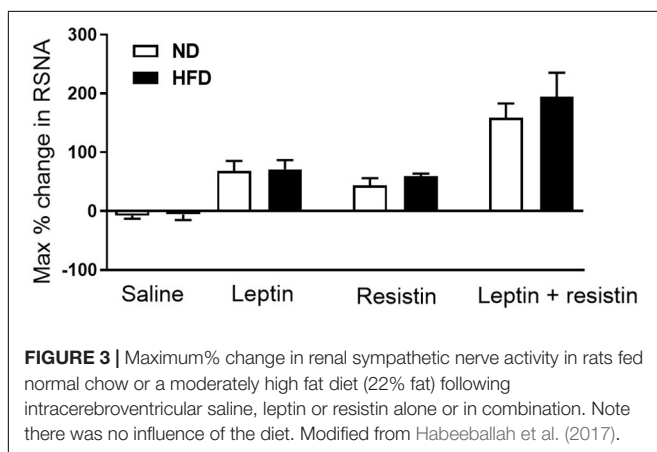 ND
HFD
Max % change in RSNA
300
200
100
0
-100
Saline Leptin Resistin Leptin + resistin
FIGURE 3 | Maximum% change in renal sympathetic nerve activity in rats fed
normal chow or a moderately high fat diet (22% fat) following
intracerebroventricular saline, leptin or resistin alone or in combination. Note
there was no influence of the diet. Modified from Habeeballah et al. (2017).